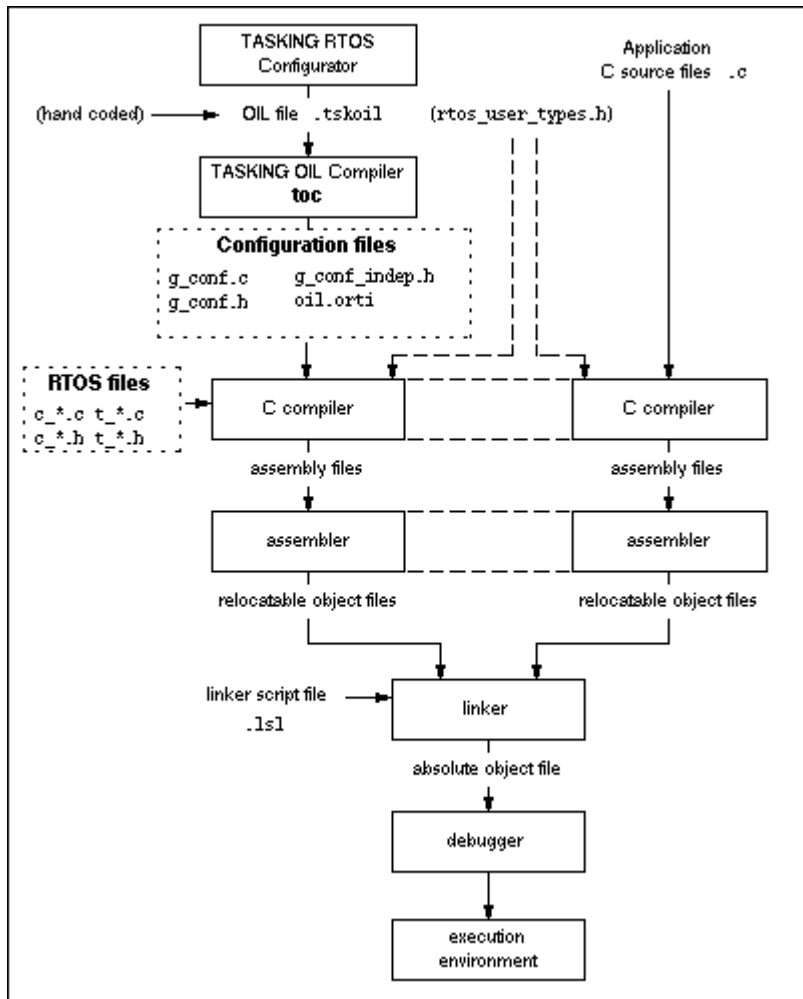 TASKING RTOS
Configurator
Application
C source files .c
(hand coded)
OIL file .tskoil
(rtos_user_types.h)
TASKING OIL Compiler
toc
Configuration files
g_conf.c g_conf_indep.h
g_conf.h oil.orti
RTOS files
c_*.c t_*.c
c_*.h t_*.h
C compiler
C compiler
assembly files
assembly files
assembler
assembler
relocatable object files
relocatable object files
linker script file
.lsl
linker
absolute object file
debugger
execution
environment